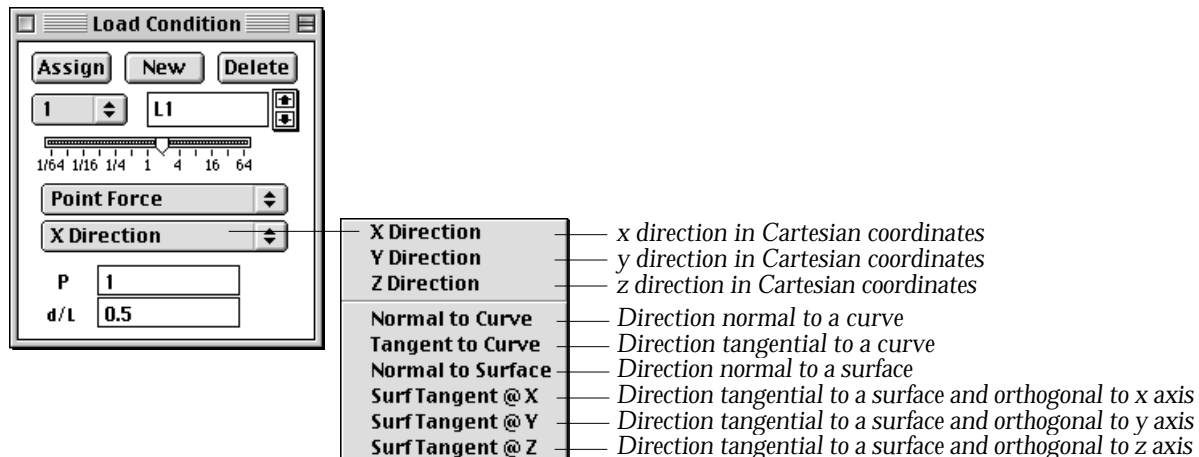 Load Condition
Assign New Delete
1 L1
1/64 1/16 1/4 1 4 16 64
Point Force
X Direction
P 1
d/L 0.5
X Direction x direction in Cartesian coordinates
Y Direction y direction in Cartesian coordinates
Z Direction z direction in Cartesian coordinates
Normal to Curve Direction normal to a curve
Tangent to Curve Direction tangential to a curve
Normal to Surface Direction normal to a surface
Surf Tangent @ X Direction tangential to a surface and orthogonal to x axis
Surf Tangent @ Y Direction tangential to a surface and orthogonal to y axis
Surf Tangent @ Z Direction tangential to a surface and orthogonal to z axis